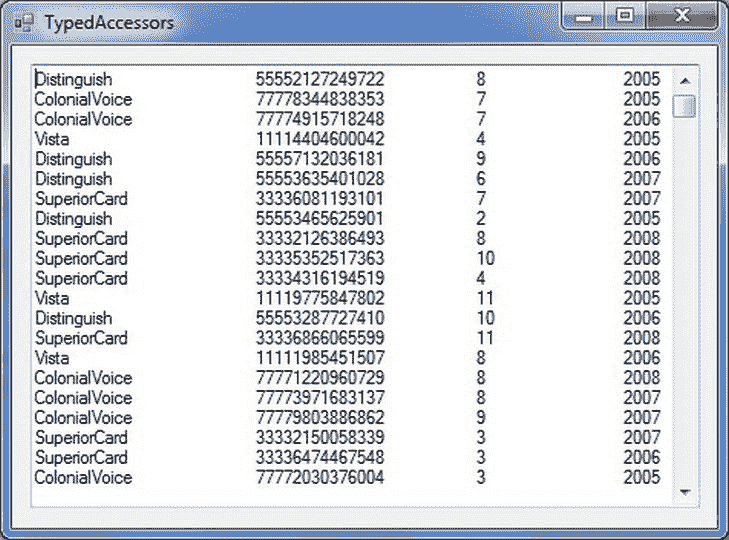 TypedAccessors
Distinguish 55552127249722 8 2005
ColonialVoice 77778344838353 7 2005
ColonialVoice 77774915718248 7 2006
Vista 11114404600042 4 2005
Distinguish 55557132036181 9 2006
Distinguish 55553635401028 6 2007
SuperiorCard 33336081193101 7 2007
Distinguish 55553465625901 2 2005
SuperiorCard 33332126386493 8 2008
SuperiorCard 33335352517363 10 2008
SuperiorCard 33334316194519 4 2008
Vista 11119775847802 11 2005
Distinguish 55553287727410 10 2006
SuperiorCard 33336866065599 11 2008
Vista 11111985451507 8 2006
ColonialVoice 77771220960729 8 2008
ColonialVoice 77773971683137 8 2007
ColonialVoice 77779803886862 9 2007
SuperiorCard 33332150058339 3 2007
SuperiorCard 33336474467548 3 2006
ColonialVoice 77772030376004 3 2005